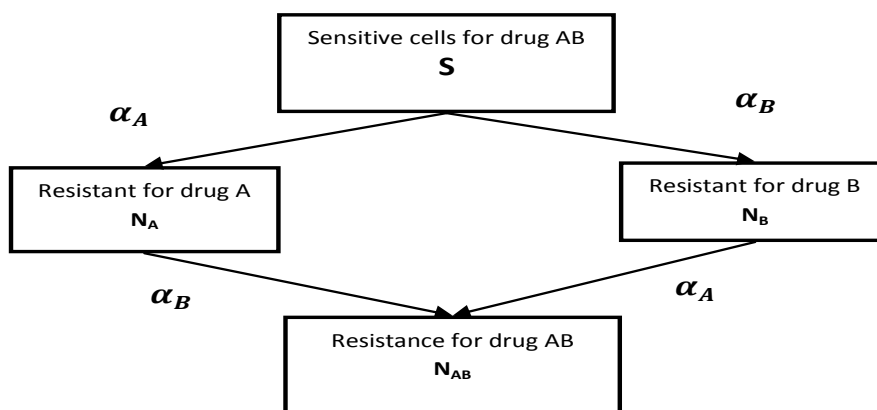 Sensitive cells for drug AB
S
α_A
α_B
Resistant for drug A
N_A
Resistant for drug B
N_B
α_B
α_A
Resistance for drug AB
N_AB